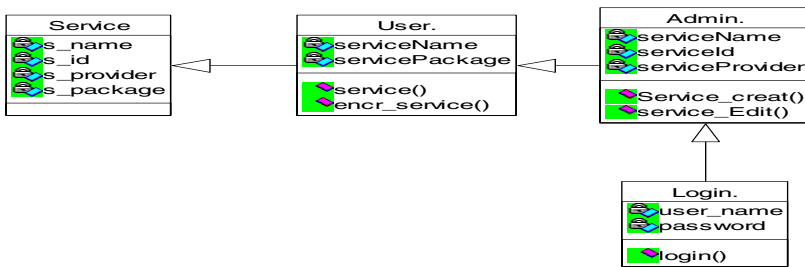 Service
s_name
s_id
s_provider
s_package
User.
serviceName
servicePackage
service()
encr_service()
Admin.
serviceName
serviceId
serviceProvider
Service_creat()
service_Edit()
Login.
user_name
password
login()